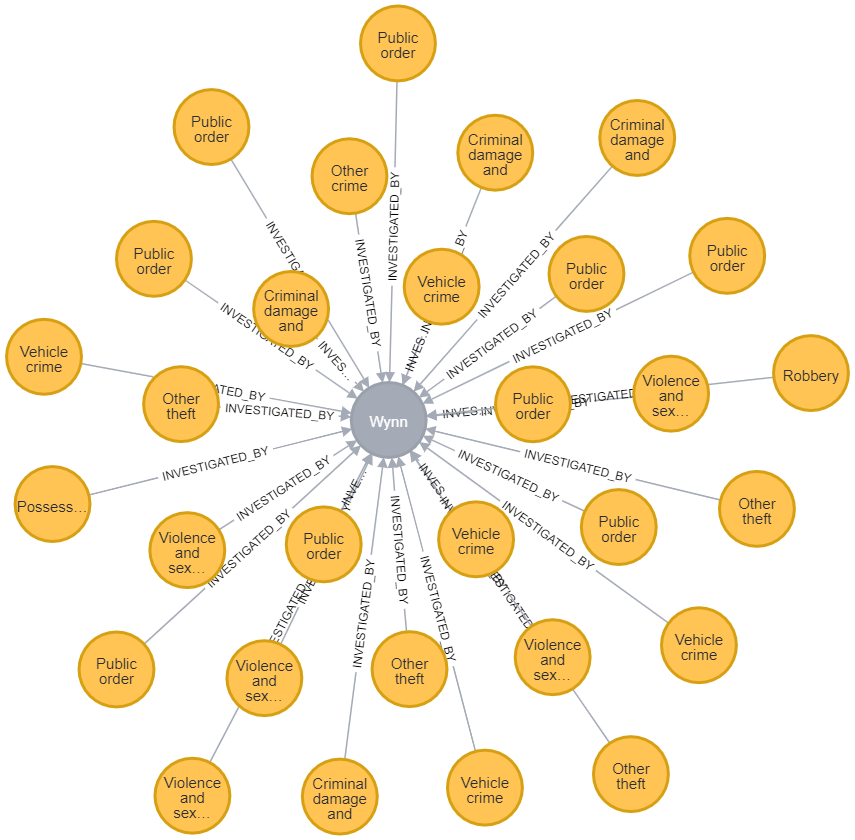 Public
order
Public
order
Criminal
damage
and
Criminal
damage
and
Other
crime
INVESTIGATED_BY
INVESTIGATED_BY
INVESTIGATED_BY
Public
order
Vehicle
crime
Public
order
Public
order
Criminal
damage
and
INVES…
INVESTIGATED_BY
INVESTIGATED_BY
Vehicle
crime
Other
theft
INVESTIGATED_BY
Wynn
Public
order
Violence
and
sex…
Robbery
INVESTIGATED_BY
INVESTIGATED_BY
INVESTIGATED_BY
Possess…
INVESTIGATED_BY
Other
theft
Violence
and
sex…
Public
order
Vehicle
crime
Public
order
INVESTIGATED_BY
INVESTIGATED_BY
INVESTIGATED_BY
INVESTIGATED_BY
INVESTIGATED_BY
Public
order
Violence
and
sex…
Other
theft
Violence
and
sex…
Vehicle
crime
Violence
and
sex…
Criminal
damage
and
Vehicle
crime
Other
theft